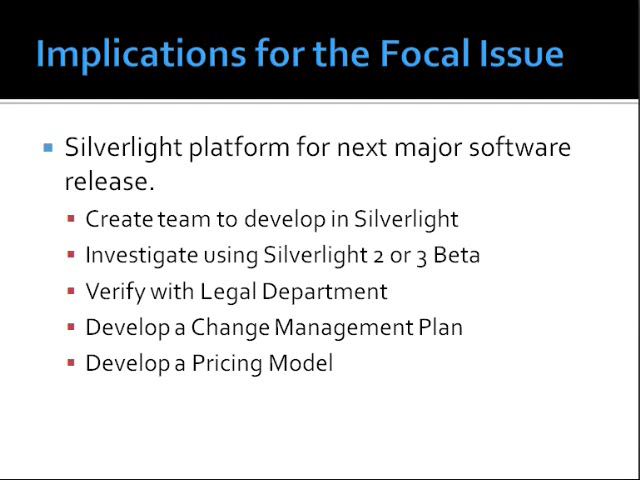 Implications for the Focal Issue
Silverlight platform for next major software
release.
Create team to develop in Silverlight
Investigate using Silverlight 2 or 3 Beta
Verify with Legal Department
Develop a Change Management Plan
Develop a Pricing Model